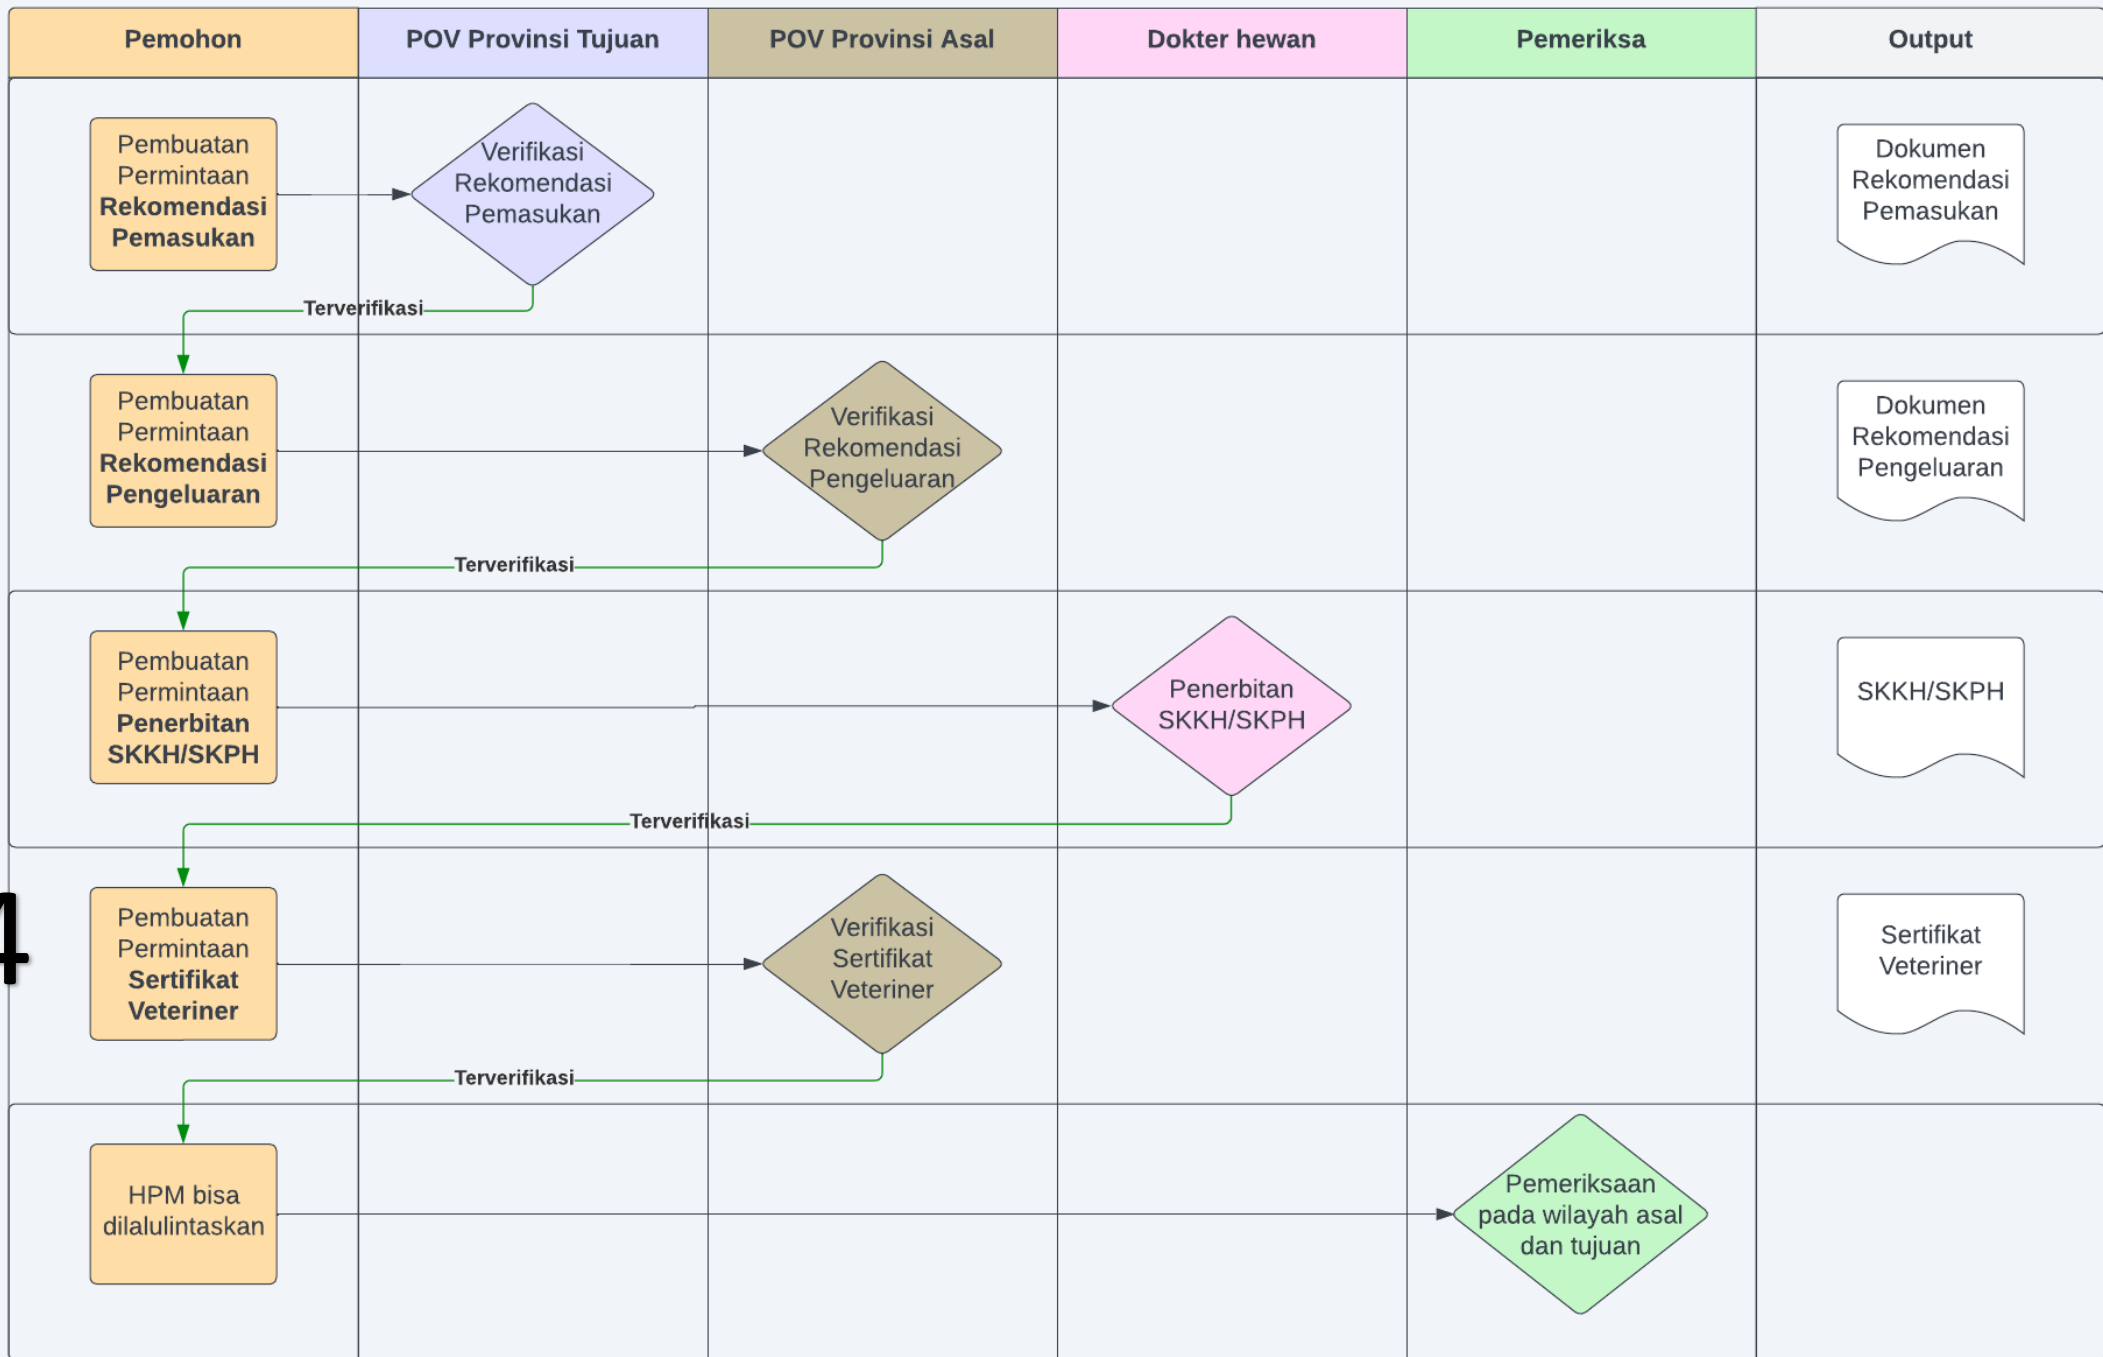 Pemohon
POV Provinsi Tujuan
POV Provinsi Asal
Dokter hewan
Pemeriksa
Output
Pembuatan
Permintaan
Rekomendasi
Pemasukan
Verifikasi
Rekomendasi
Pemasukan
Dokumen
Rekomendasi
Pemasukan
Terverifikasi
Pembuatan
Permintaan
Rekomendasi
Pengeluaran
Verifikasi
Rekomendasi
Pengeluaran
Dokumen
Rekomendasi
Pengeluaran
Terverifikasi
Pembuatan
Permintaan
Penerbitan
SKKH/SKPH
Penerbitan
SKKH/SKPH
SKKH/SKPH
Terverifikasi
4
Pembuatan
Permintaan
Sertifikat
Veteriner
Verifikasi
Sertifikat
Veteriner
Sertifikat
Veteriner
Terverifikasi
HPM bisa
dilalulintaskan
Pemeriksaan
pada wilayah asal
dan tujuan